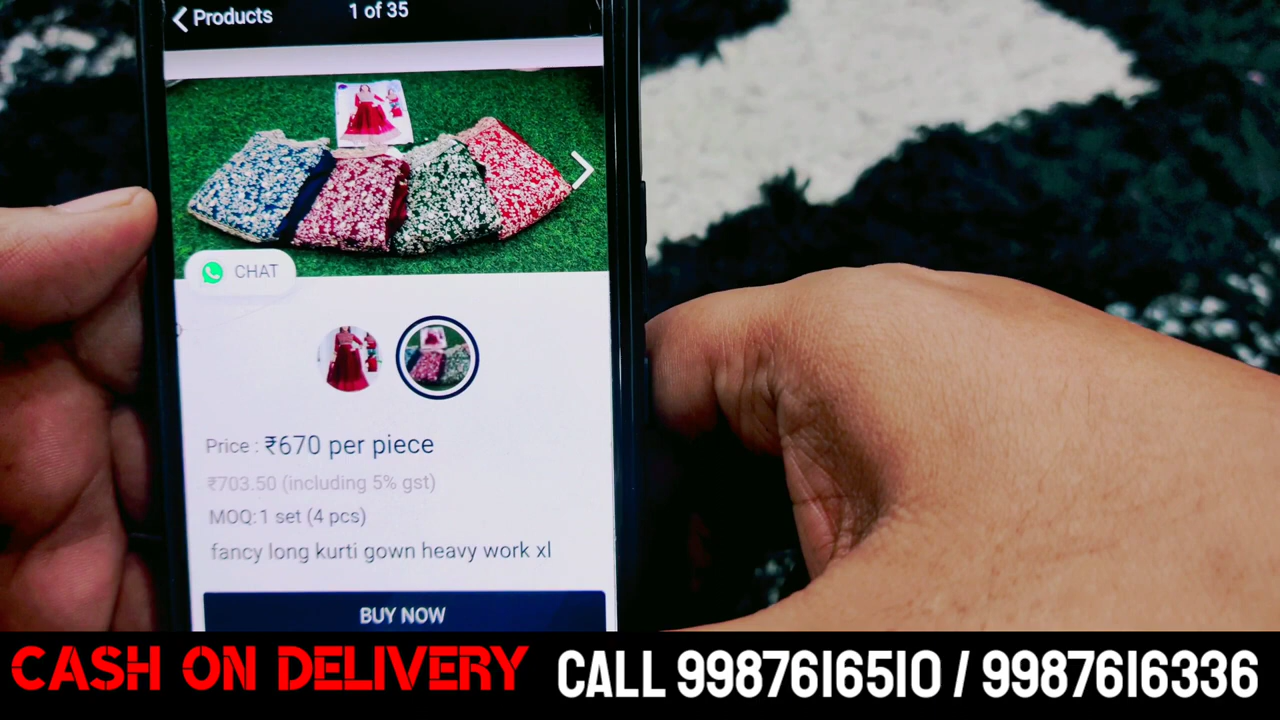 Products
1 of 35
CHAT
Price : ₹670 per piece
₹703.50 (including 5% gst)
MOQ: 1 set (4 pcs)
fancy long kurti gown heavy work xl
BUY NOW
CASH ON DELIVERY
CALL 9987616510 / 9987616336